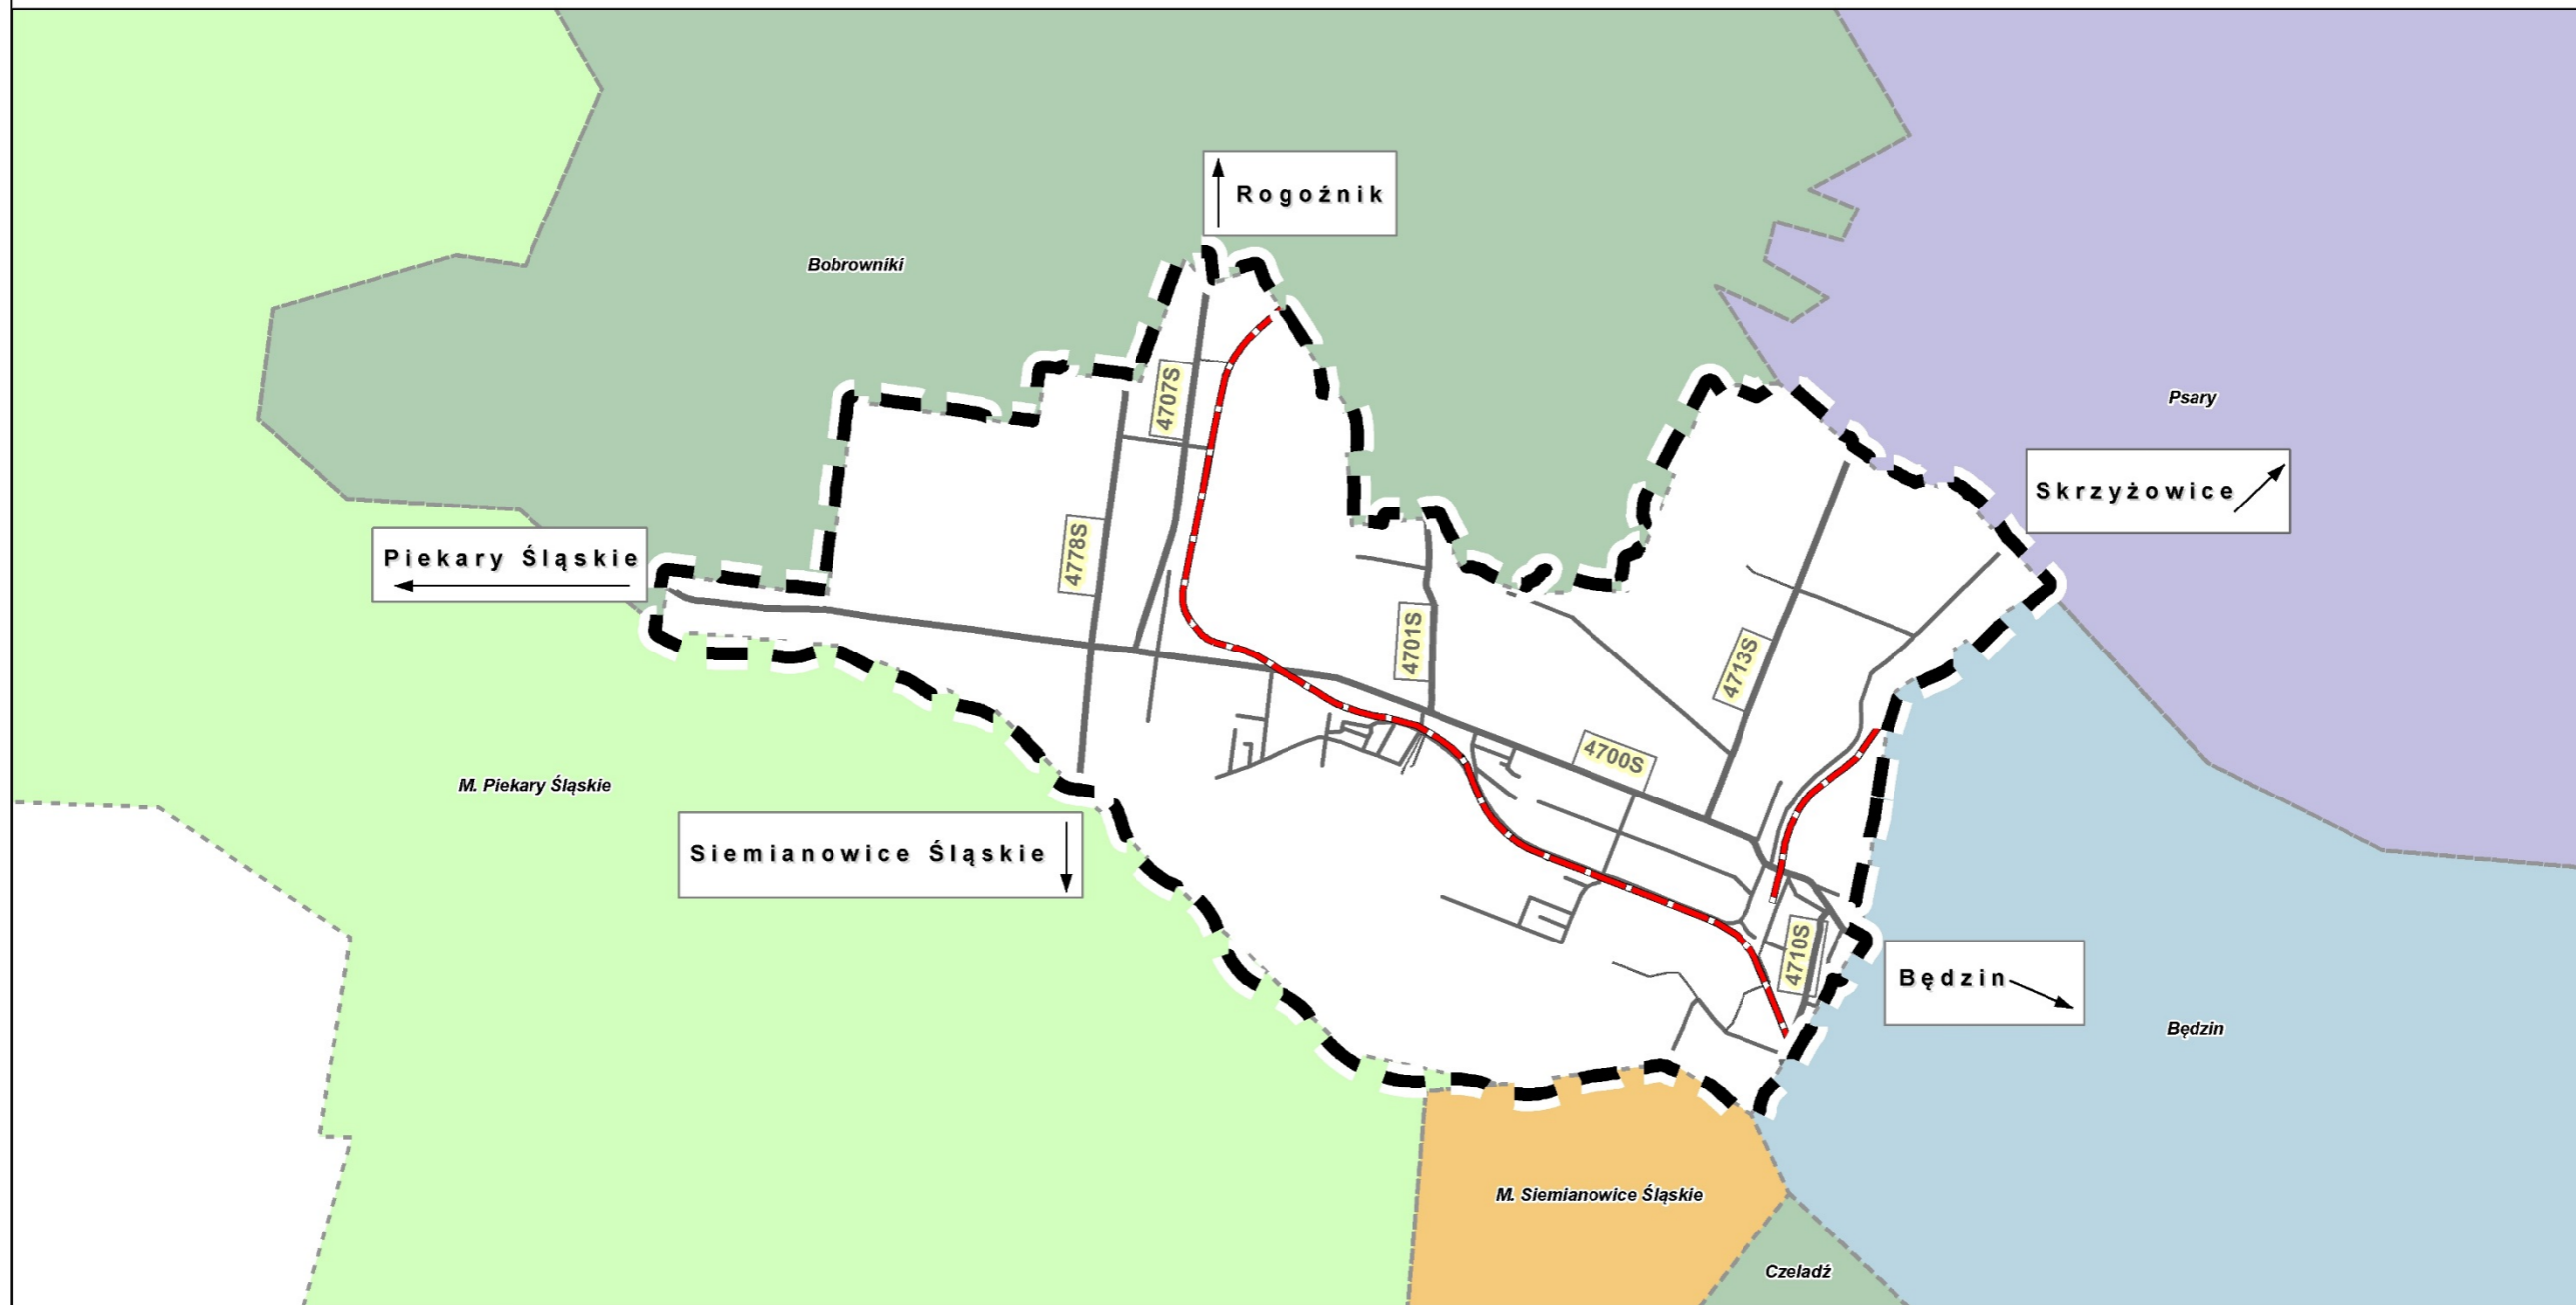 Rogoźnik
Bobrowniki
4707S
Psary
Skrzyżowice
4778S
Piekary Śląskie
4701S
4713S
4700S
M. Piekary Śląskie
Siemianowice Śląskie
4710S
Będzin
Będzin
M. Siemianowice Śląskie
Czeladź